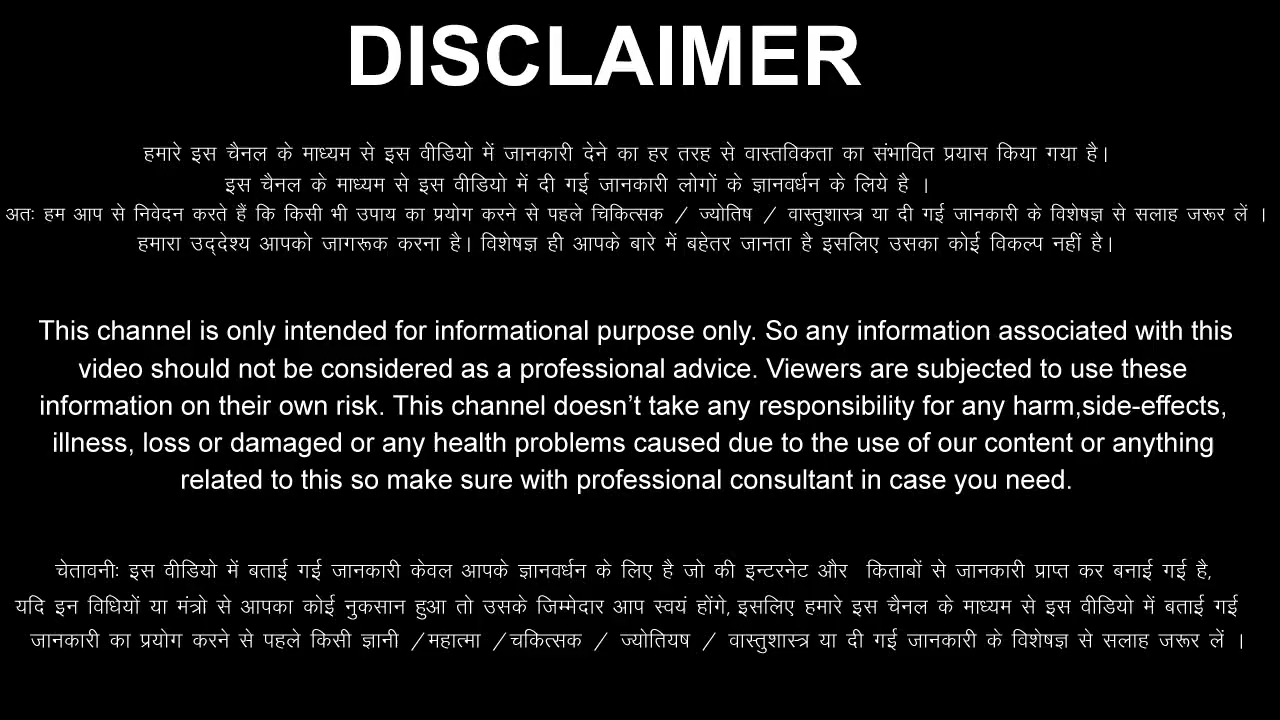 DISCLAIMER
हमारे इस चैनल के माध्यम से इस वीडियो में जानकारी देने का हर तरह से वास्तविकता का संभावित प्रयास किया गया है।
इस चैनल के माध्यम से इस वीडियो में दी गई जानकारी लोगों के ज्ञानवर्धन के लिये है ।
अतः हम आप से निवेदन करते हैं कि किसी भी उपाय का प्रयोग करने से पहले चिकित्सक / ज्योतिष / वास्तुशास्त्र या दी गई जानकारी के विशेषज्ञ से सलाह जरूर लें ।
हमारा उद्देश्य आपको जागरूक करना है। विशेषज्ञ ही आपके बारे में बहेतर जानता है इसलिए उसका कोई विकल्प नहीं है।
This channel is only intended for informational purpose only. So any information associated with this
video should not be considered as a professional advice. Viewers are subjected to use these
information on their own risk. This channel doesn’t take any responsibility for any harm,side-effects,
illness, loss or damaged or any health problems caused due to the use of our content or anything
related to this so make sure with professional consultant in case you need.
चेतावनीः इस वीडियो में बताई गई जानकारी केवल आपके ज्ञानवर्धन के लिए है जो की इन्टरनेट और किताबों से जानकारी प्राप्त कर बनाई गई है,
यदि इन विधियों या मंत्रो से आपका कोई नुकसान हुआ तो उसके जिम्मेदार आप स्वयं होंगे, इसलिए हमारे इस चैनल के माध्यम से इस वीडियो में बताई गई
जानकारी का प्रयोग करने से पहले किसी ज्ञानी /महात्मा /चकित्सक / ज्योतियष / वास्तुशास्त्र या दी गई जानकारी के विशेषज्ञ से सलाह जरूर लें ।